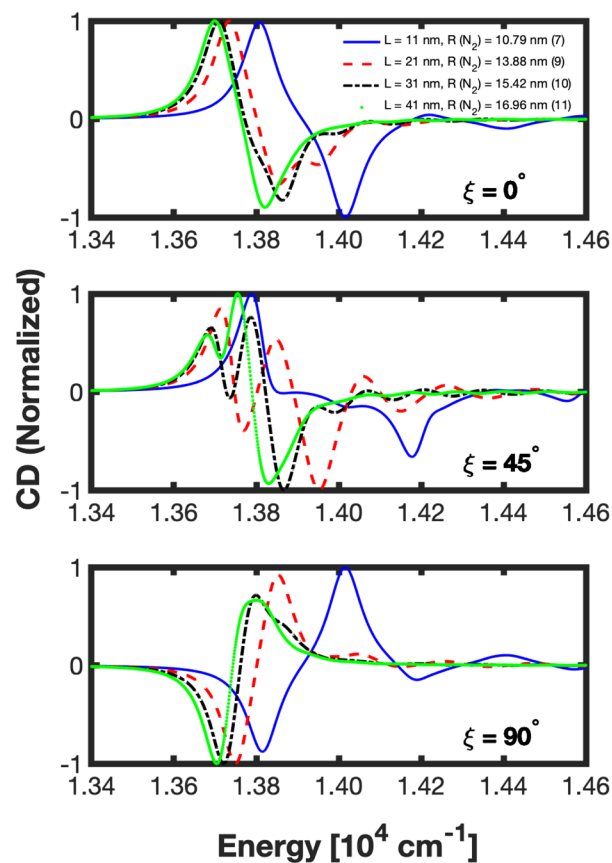 1
L = 11 nm, R (N₂) = 10.79 nm (7)
L = 21 nm, R (N₂) = 13.88 nm (9)
L = 31 nm, R (N₂) = 15.42 nm (10)
L = 41 nm, R (N₂) = 16.96 nm (11)
0
ξ = 0°
-1
1.34 1.36 1.38 1.40 1.42 1.44 1.46
CD (Normalized)
1
0
ξ = 45°
-1
1.34 1.36 1.38 1.40 1.42 1.44 1.46
1
0
ξ = 90°
-1
1.34 1.36 1.38 1.40 1.42 1.44 1.46
Energy [10⁴ cm⁻¹]